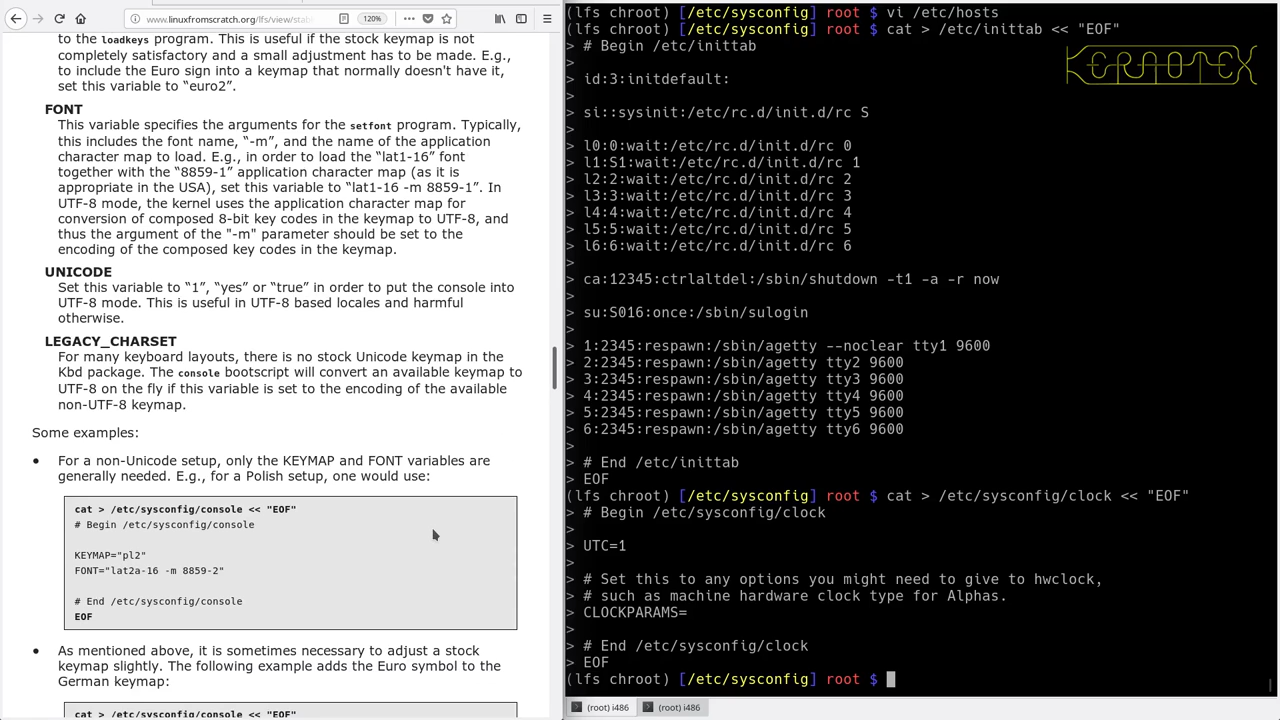 www.linuxfromscratch.org/lfs/view/stab
120%
to the loadkeys program. This is useful if the stock keymap is not
completely satisfactory and a small adjustment has to be made. E.g.,
to include the Euro sign into a keymap that normally doesn't have it,
set this variable to “euro2”.
FONT
This variable specifies the arguments for the setfont program. Typically,
this includes the font name, “-m”, and the name of the application
character map to load. E.g., in order to load the “lat1-16” font
together with the “8859-1” application character map (as it is
appropriate in the USA), set this variable to “lat1-16 -m 8859-1”. In
UTF-8 mode, the kernel uses the application character map for
conversion of composed 8-bit key codes in the keymap to UTF-8, and
thus the argument of the "-m" parameter should be set to the
encoding of the composed key codes in the keymap.
UNICODE
Set this variable to “1”, “yes” or “true” in order to put the console into
UTF-8 mode. This is useful in UTF-8 based locales and harmful
otherwise.
LEGACY_CHARSET
For many keyboard layouts, there is no stock Unicode keymap in the
Kbd package. The console bootscript will convert an available keymap to
UTF-8 on the fly if this variable is set to the encoding of the available
non-UTF-8 keymap.
Some examples:
• For a non-Unicode setup, only the KEYMAP and FONT variables are
generally needed. E.g., for a Polish setup, one would use:
cat > /etc/sysconfig/console << "EOF"
# Begin /etc/sysconfig/console
KEYMAP="pl2"
FONT="lat2a-16 -m 8859-2"
# End /etc/sysconfig/console
EOF
• As mentioned above, it is sometimes necessary to adjust a stock
keymap slightly. The following example adds the Euro symbol to the
German keymap:
cat > /etc/sysconfig/console << "EOF"
(lfs chroot) [/etc/sysconfig] root $ vi /etc/hosts
(lfs chroot) [/etc/sysconfig] root $ cat > /etc/inittab << "EOF"
> # Begin /etc/inittab
>
> id:3:initdefault:
>
> si::sysinit:/etc/rc.d/init.d/rc S
>
> l0:0:wait:/etc/rc.d/init.d/rc 0
> l1:S1:wait:/etc/rc.d/init.d/rc 1
> l2:2:wait:/etc/rc.d/init.d/rc 2
> l3:3:wait:/etc/rc.d/init.d/rc 3
> l4:4:wait:/etc/rc.d/init.d/rc 4
> l5:5:wait:/etc/rc.d/init.d/rc 5
> l6:6:wait:/etc/rc.d/init.d/rc 6
>
> ca:12345:ctrlaltdel:/sbin/shutdown -t1 -a -r now
>
> su:S016:once:/sbin/sulogin
>
> 1:2345:respawn:/sbin/agetty --noclear tty1 9600
> 2:2345:respawn:/sbin/agetty tty2 9600
> 3:2345:respawn:/sbin/agetty tty3 9600
> 4:2345:respawn:/sbin/agetty tty4 9600
> 5:2345:respawn:/sbin/agetty tty5 9600
> 6:2345:respawn:/sbin/agetty tty6 9600
>
> # End /etc/inittab
> EOF
(lfs chroot) [/etc/sysconfig] root $ cat > /etc/sysconfig/clock << "EOF"
> # Begin /etc/sysconfig/clock
>
> UTC=1
>
> # Set this to any options you might need to give to hwclock,
> # such as machine hardware clock type for Alphas.
> CLOCKPARAMS=
>
> # End /etc/sysconfig/clock
> EOF
(lfs chroot) [/etc/sysconfig] root $
(root) i486
(root) i486